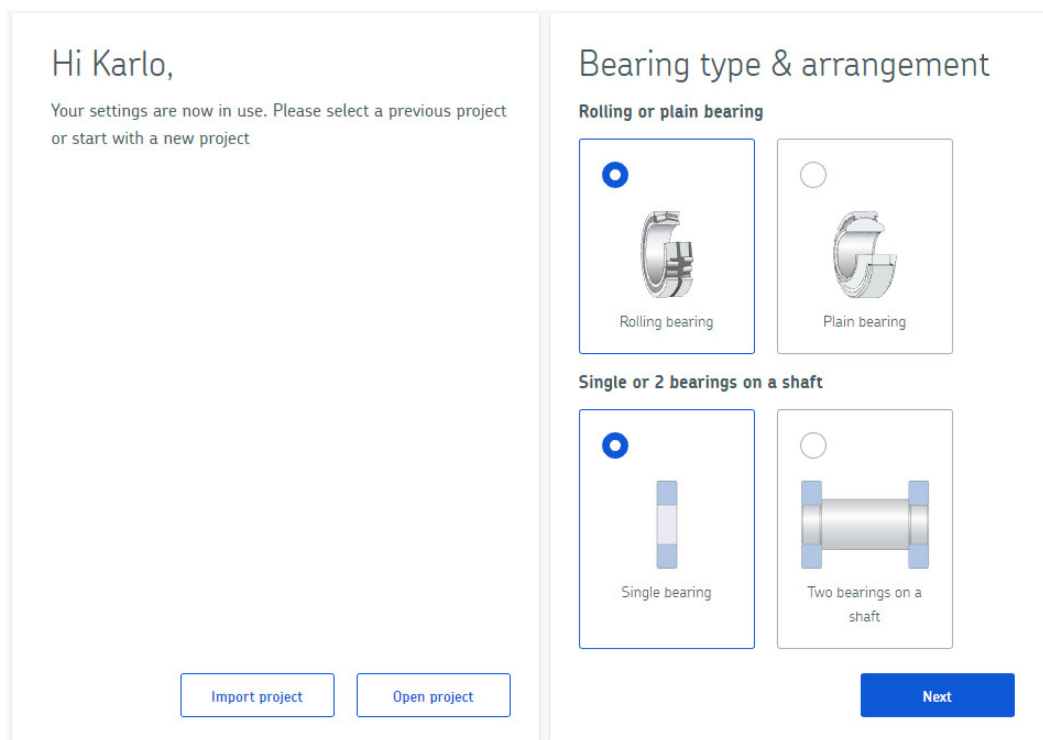 Hi Karlo,
Your settings are now in use. Please select a previous project
or start with a new project
Import project
Open project
Bearing type & arrangement
Rolling or plain bearing
Rolling bearing
Plain bearing
Single or 2 bearings on a shaft
Single bearing
Two bearings on a
shaft
Next